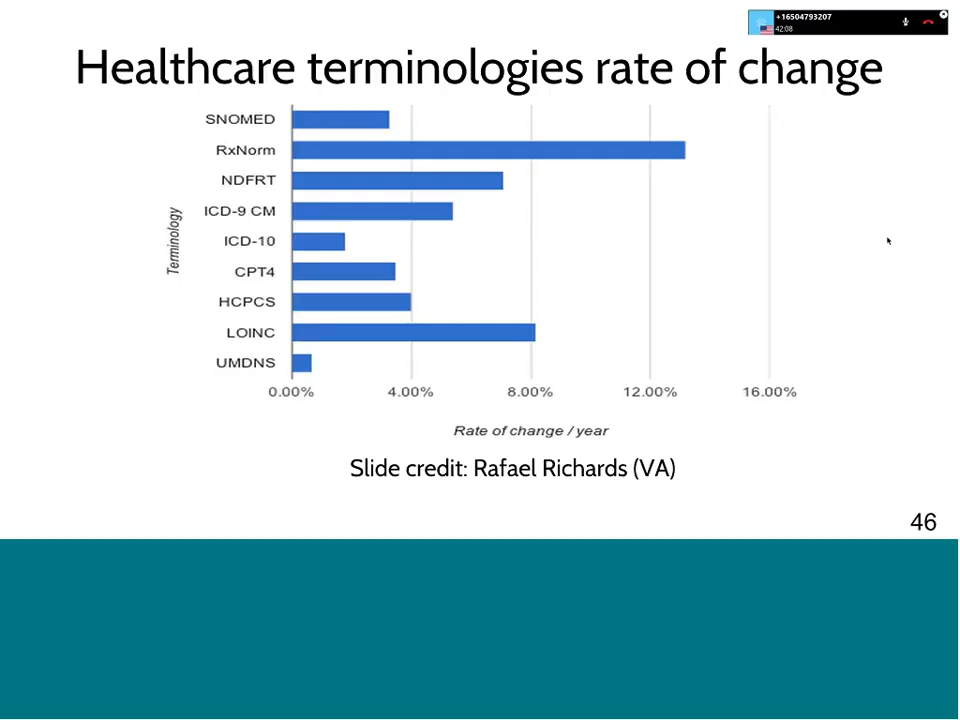 +16504793207
42:08
Healthcare terminologies rate of change
SNOMED
RxNorm
NDFRT
ICD-9 CM
ICD-10
CPT4
HCPCS
LOINC
UMDNS
Terminology
0.00% 4.00% 8.00% 12.00% 16.00%
Rate of change / year
Slide credit: Rafael Richards (VA)
46